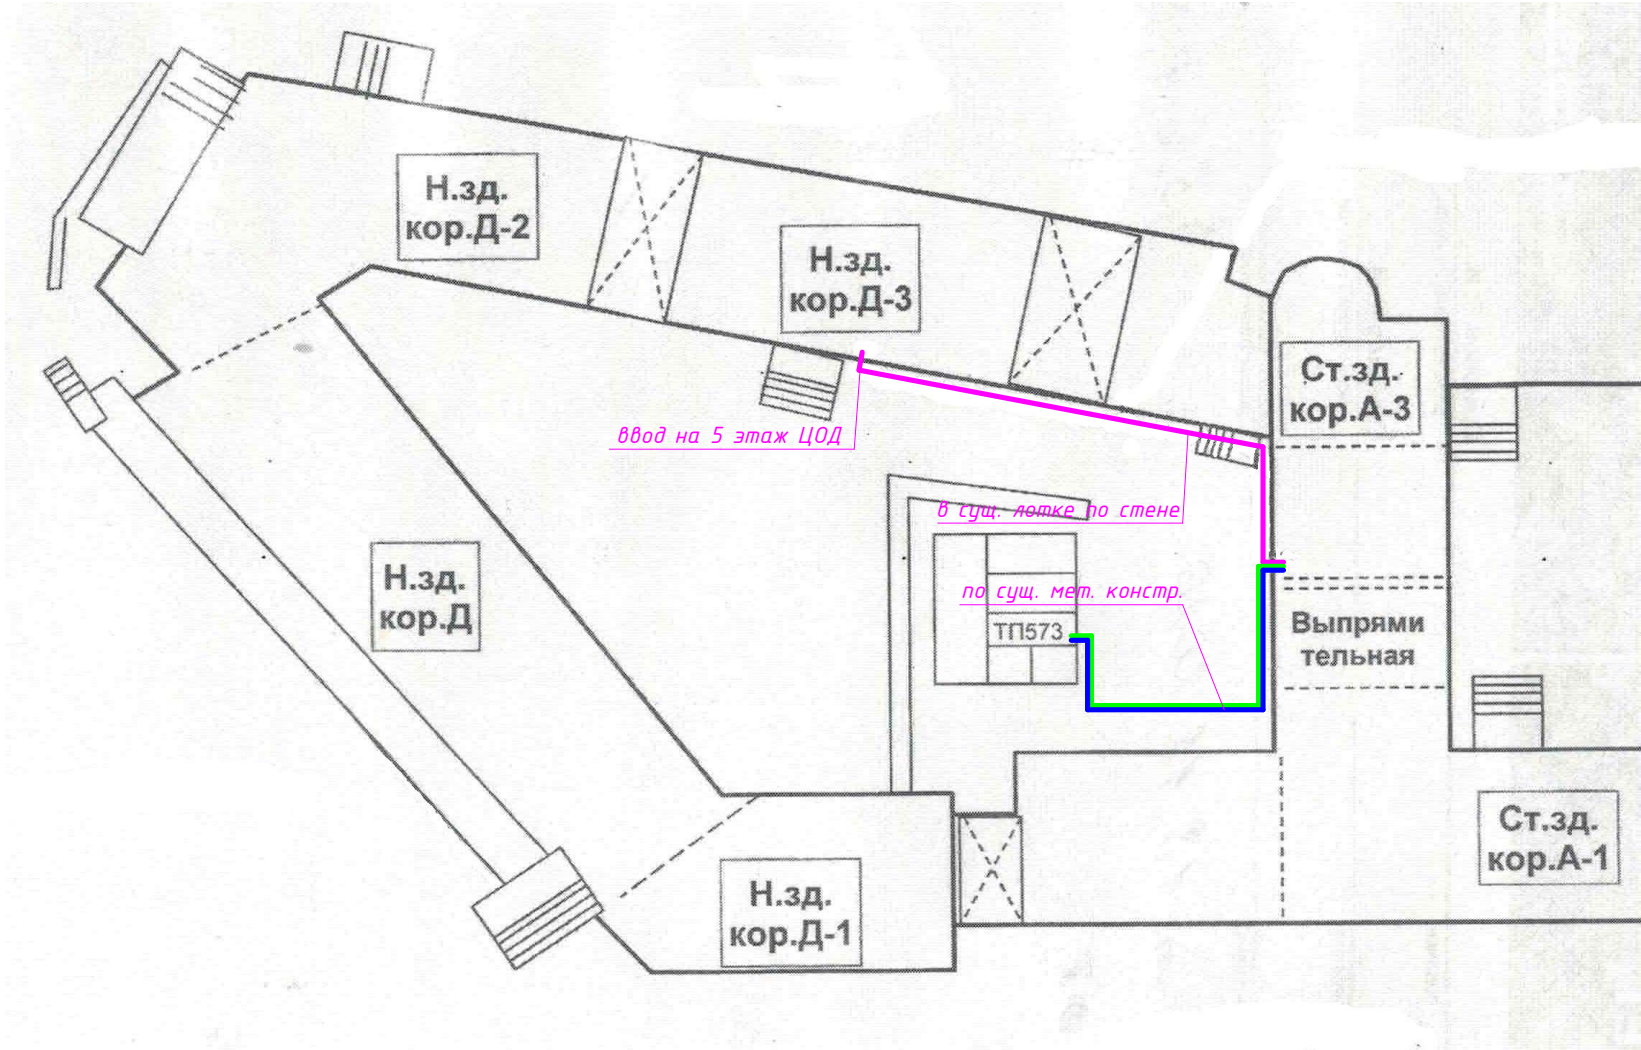 Н.зд.
кор.Д-2
Н.зд.
кор.Д-3
Ст.зд.
кор.А-3
ввод на 5 этаж ЦОД
в сущ. лотке по стене
Н.зд.
кор.Д
по сущ. мет. констр.
ТП573
Выпрями
тельная
Ст.зд.
кор.А-1
Н.зд.
кор.Д-1